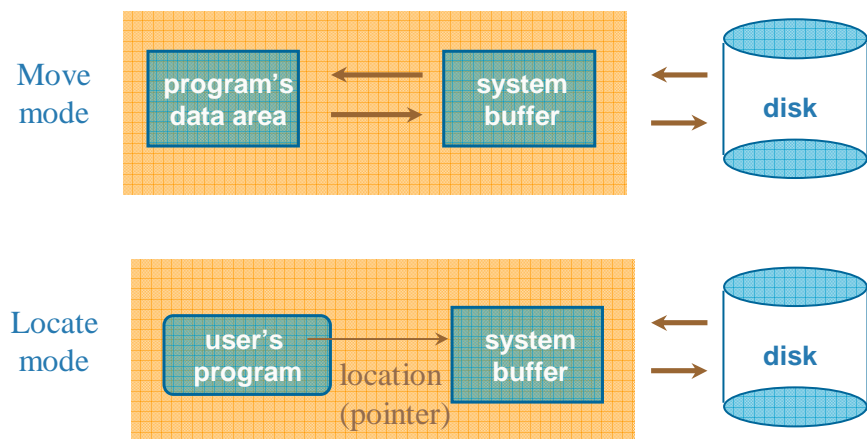 Move
mode
program's
data area
system
buffer
disk
Locate
mode
user's
program
location
(pointer)
system
buffer
disk